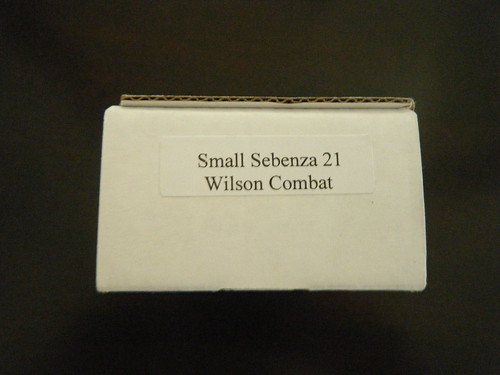 Small Sebenza 21
Wilson Combat